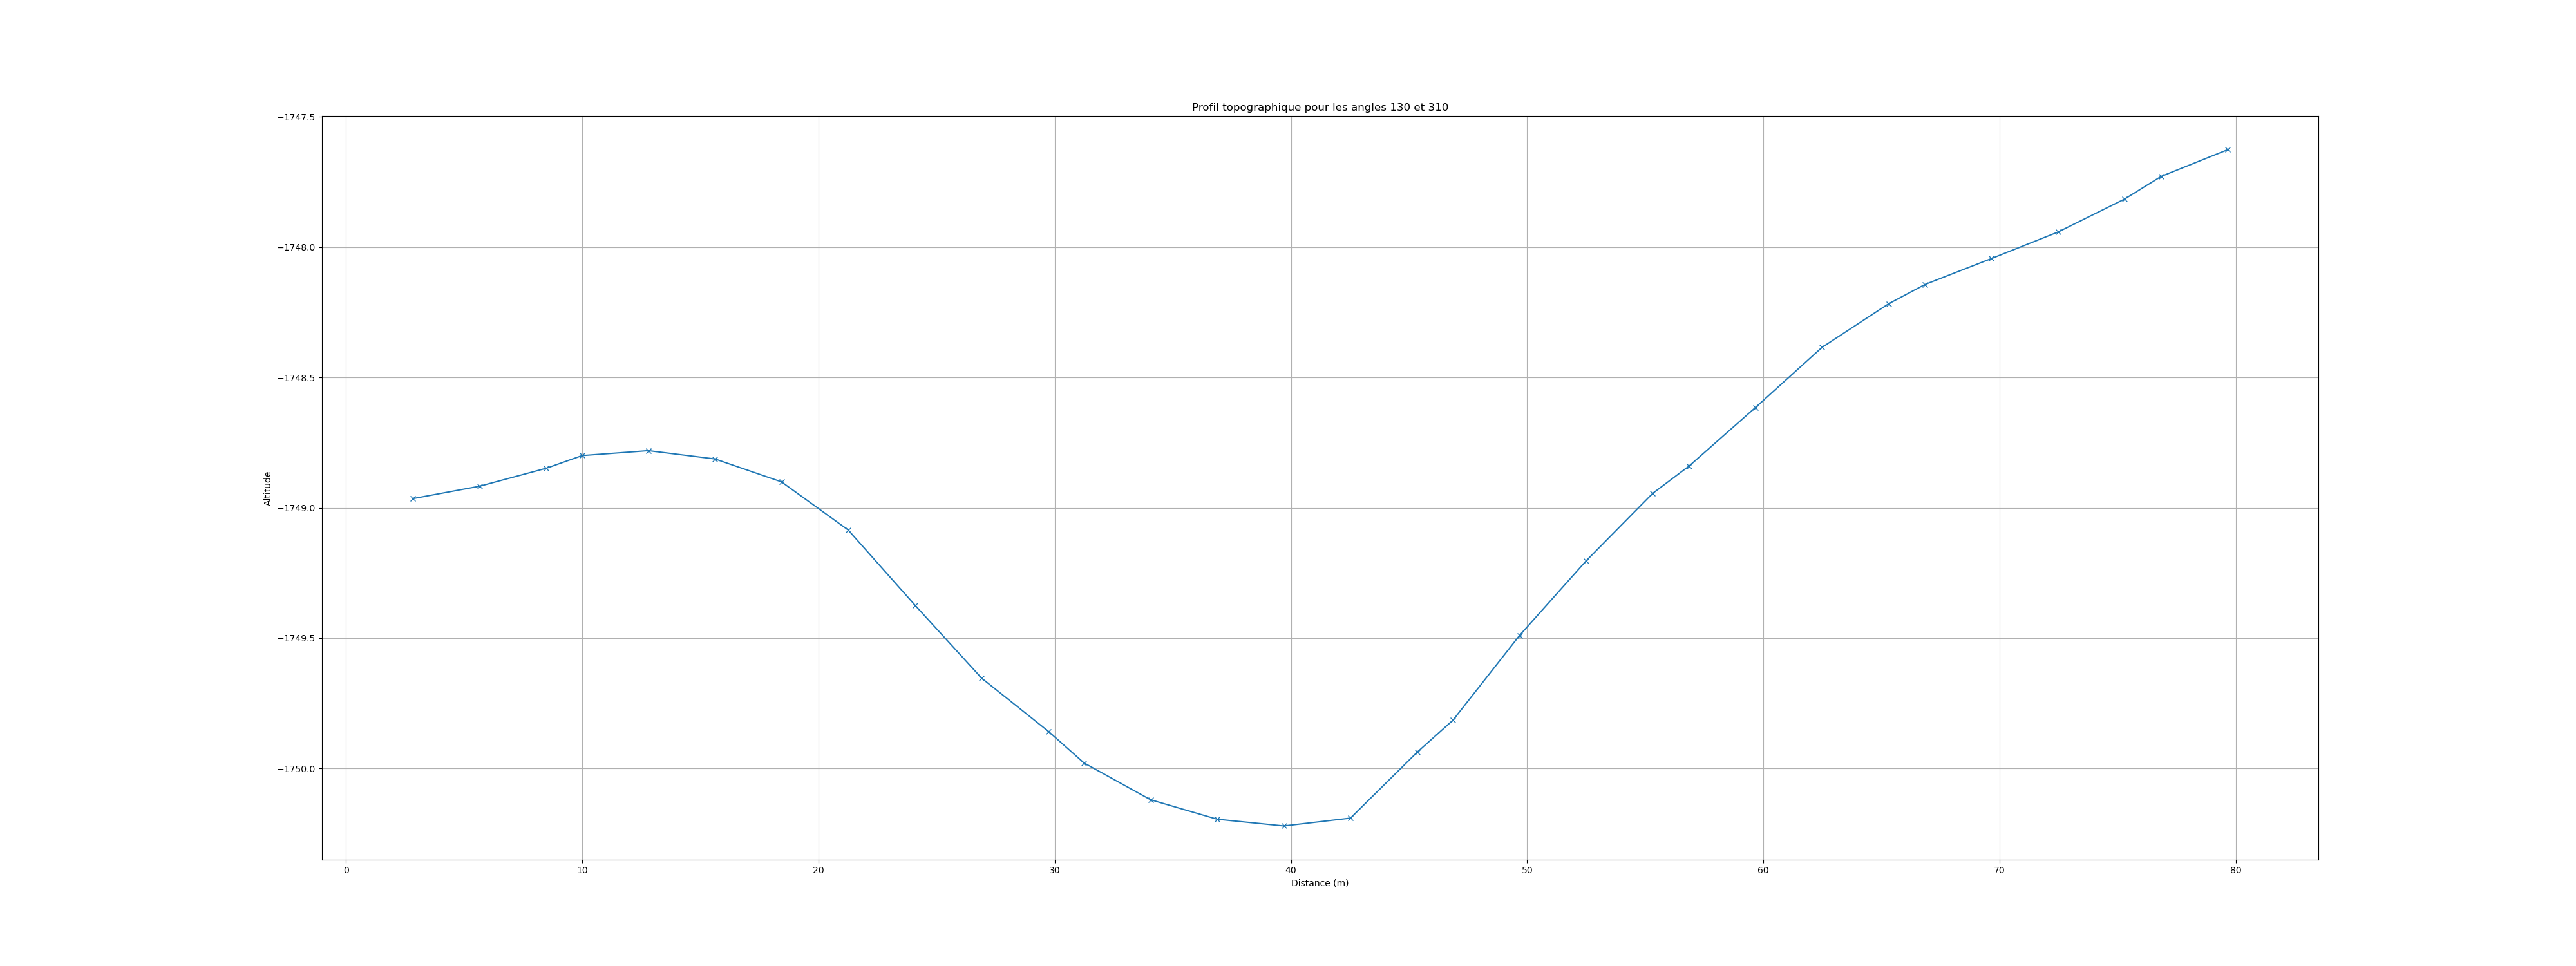 Profil topographique pour les angles 130 et 310
−1747.5
−1748.0
−1748.5
−1749.0
−1749.5
−1750.0
Altitude
0 10 20 30 40 50 60 70 80
Distance (m)